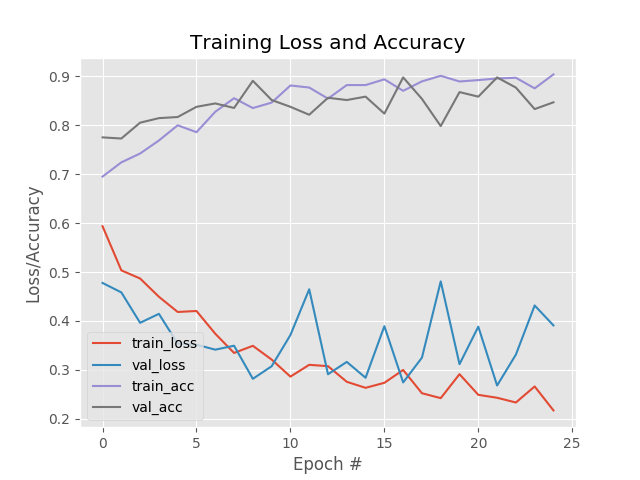 Training Loss and Accuracy
Loss/Accuracy
0.9
0.8
0.7
0.6
0.5
0.4
0.3
0.2
train_loss
val_loss
train_acc
val_acc
0 5 10 15 20 25
Epoch #